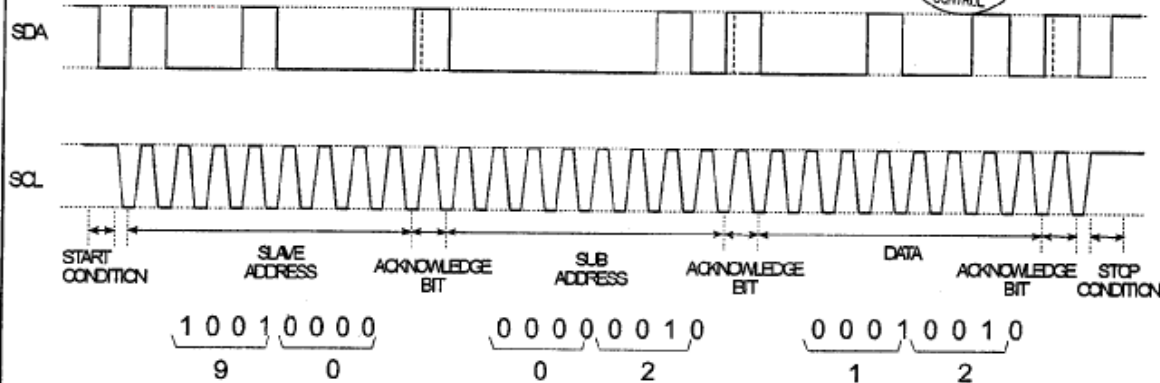 CONTROL
SDA
SCL
START CONDITION
SLAVE ADDRESS
ACKNOWLEDGE BIT
SUB ADDRESS
ACKNOWLEDGE BIT
DATA
ACKNOWLEDGE BIT
STOP CONDITION
1 0 0 1 0 0 0 0 0 0 0 0 0 0 1 0 0 0 0 1 0 0 1 0
9 0 0 2 1 2